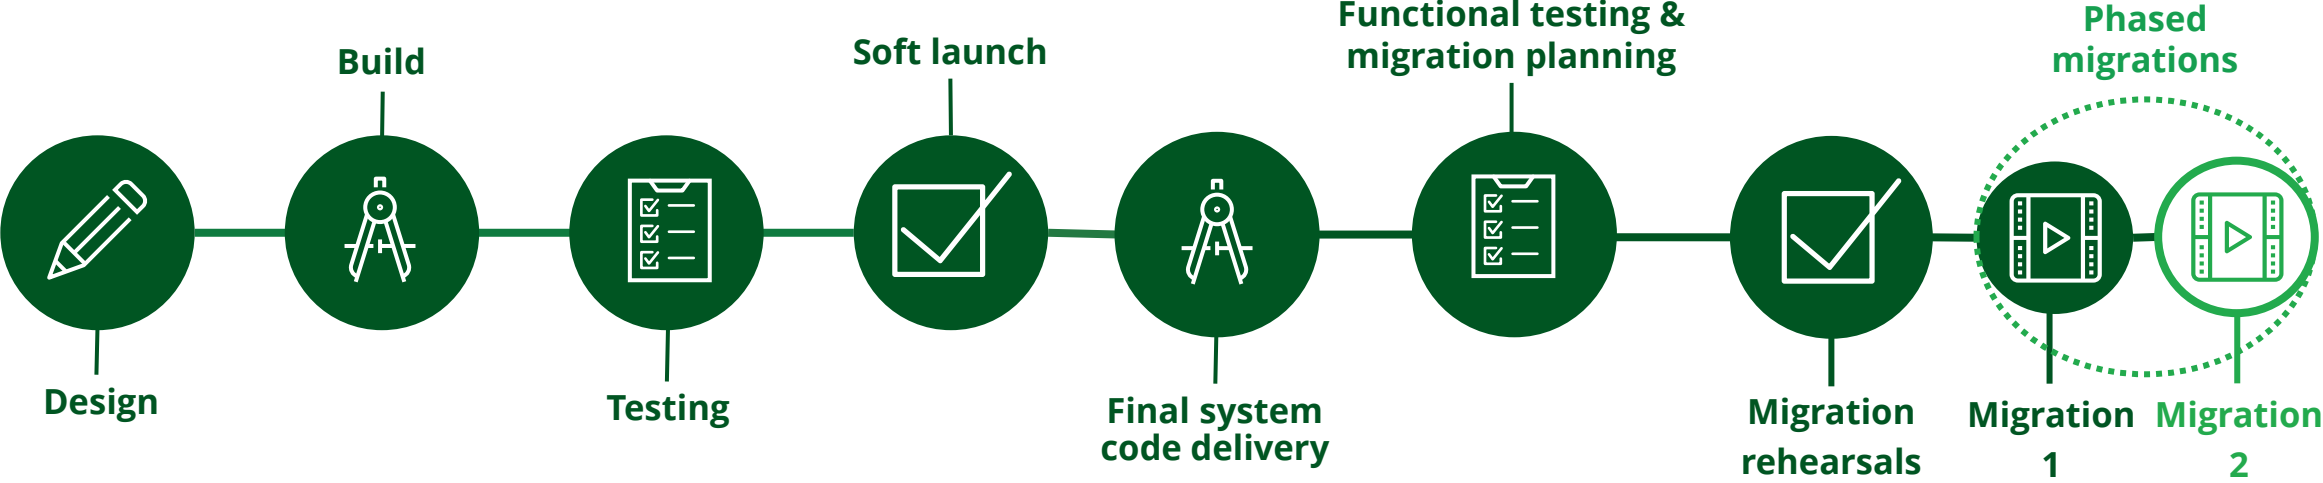 Design
Build
Testing
Soft launch
Final system
code delivery
Functional testing &
migration planning
Migration
rehearsals
Phased
migrations
Migration
1
Migration
2